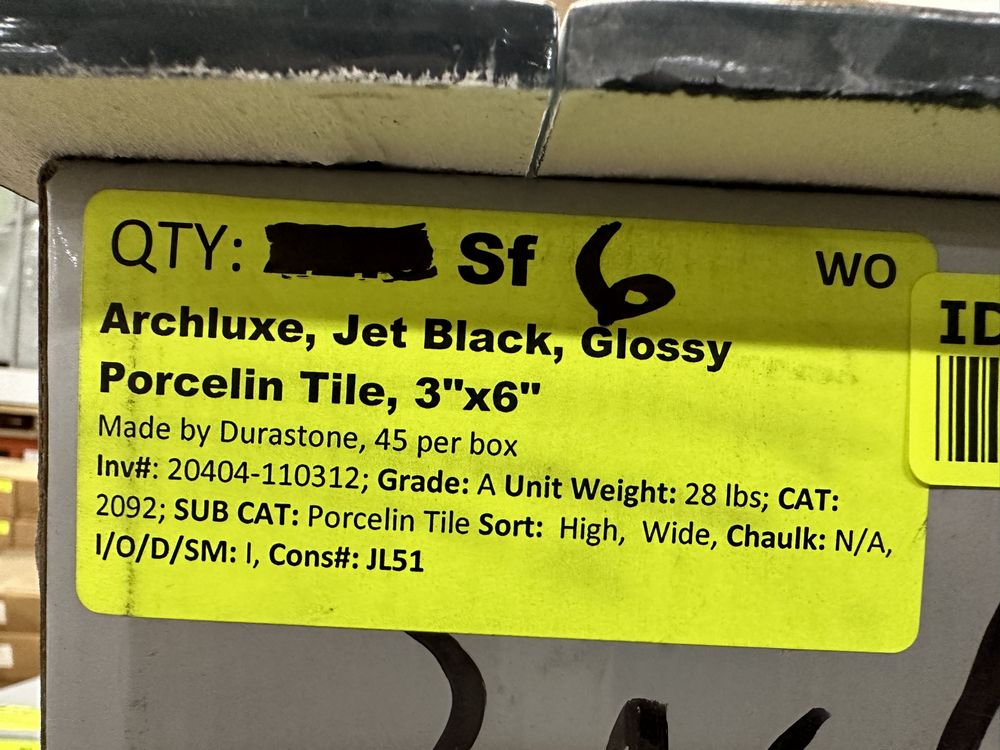 QTY: Sf 6 WO
Archluxe, Jet Black, Glossy
Porcelin Tile, 3"x6"
Made by Durastone, 45 per box
Inv#: 20404-110312; Grade: A Unit Weight: 28 lbs; CAT:
2092; SUB CAT: Porcelin Tile Sort: High, Wide, Chaulk: N/A,
I/O/D/SM: I, Cons#: JL51
ID